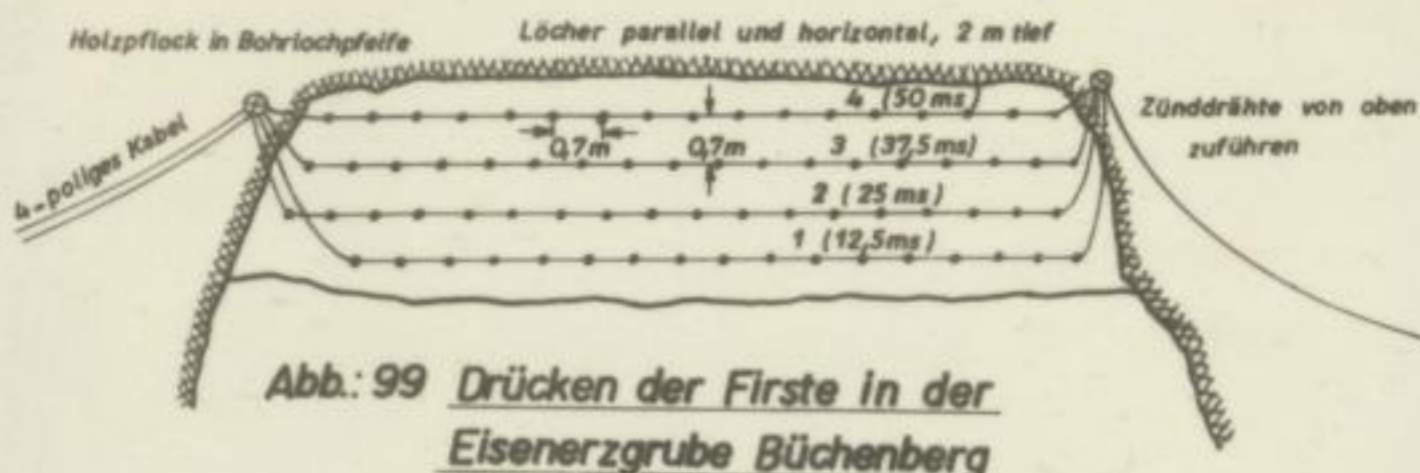 Holzpflock in Bohrlochpfeife
Löcher parallel und horizontal, 2 m tief
4-poliges Kabel
4 (50 ms)
Zünddrähte von oben
zuführen
0,7m
0,7m
3 (37,5ms)
2 (25 ms)
1 (12,5ms)
Abb.: 99 Drücken der Firste in der
Eisenerzgrube Büchenberg